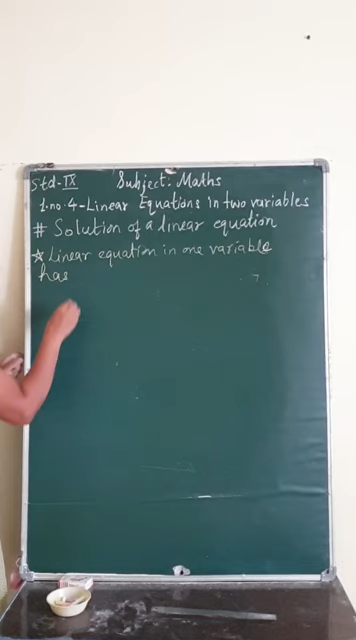 Std-IX Subject: Maths
L.no.4-Linear Equations in two variables
# Solution of a linear equation
☆ Linear equation in one variable
has